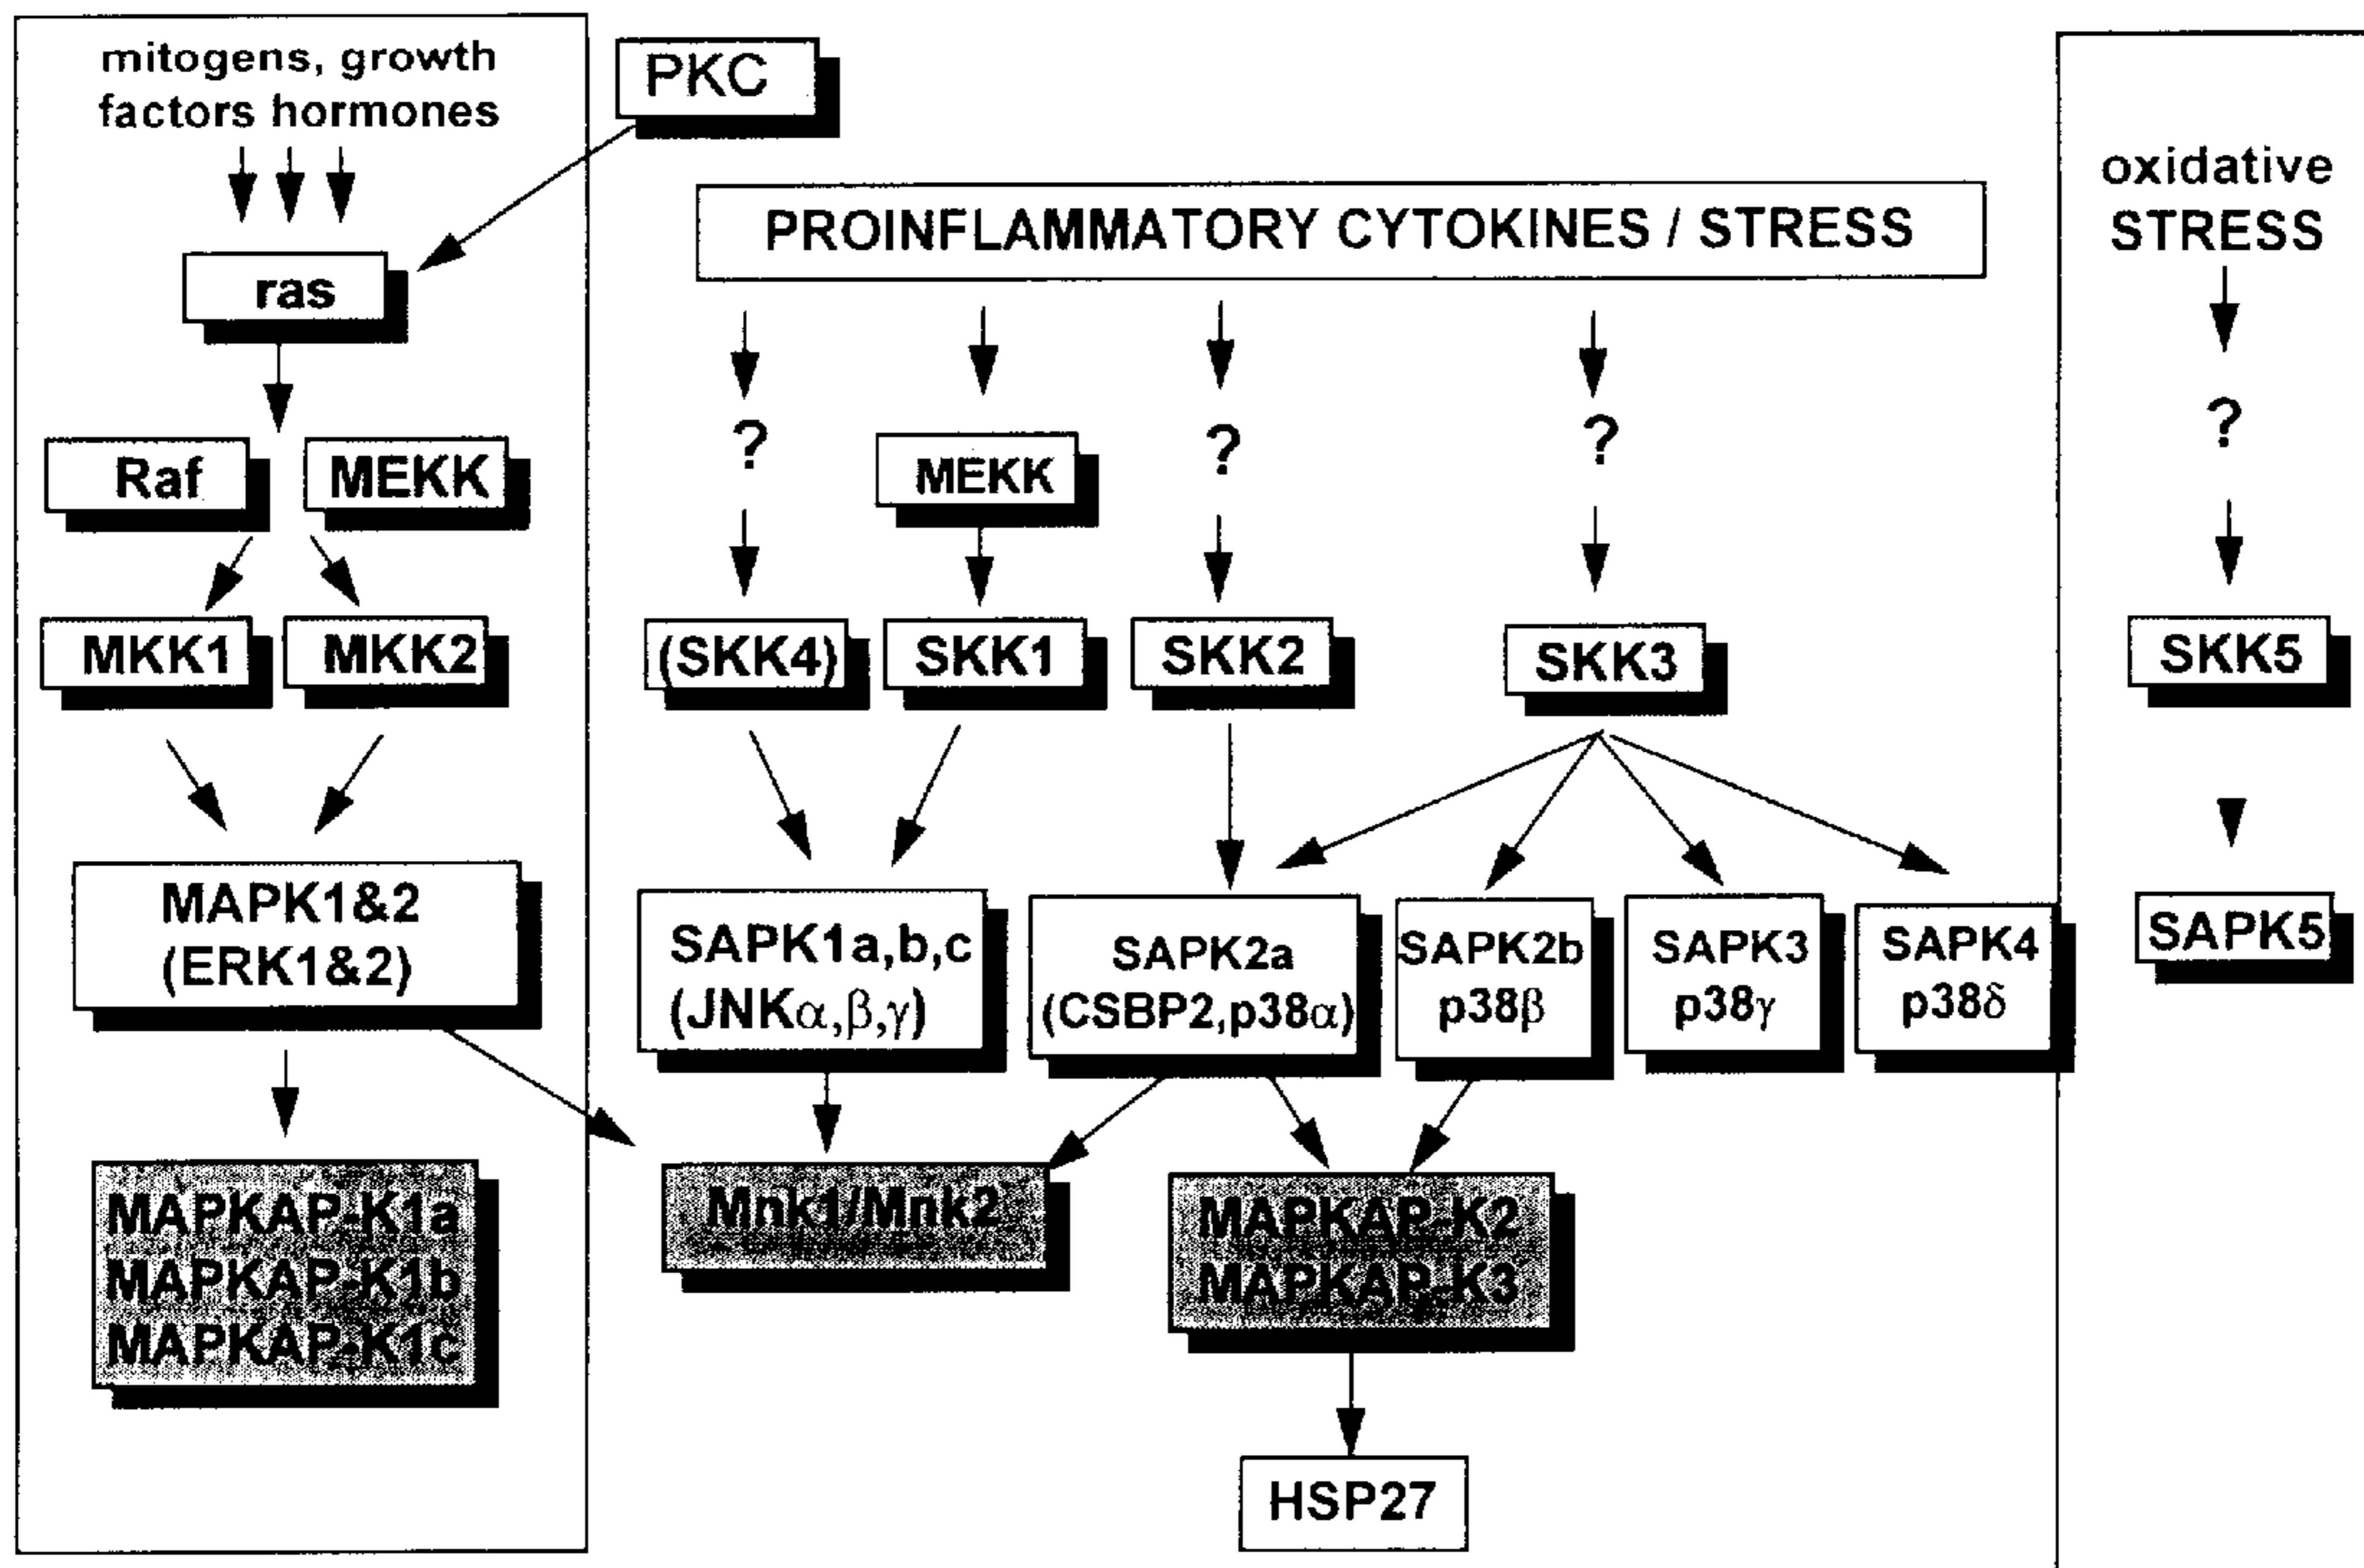 mitogens, growth
factors hormones
PKC
oxidative
STRESS
PROINFLAMMATORY CYTOKINES / STRESS
ras
?
?
?
?
Raf
MEKK
MEKK
MKK1
MKK2
(SKK4)
SKK1
SKK2
SKK3
SKK5
MAPK1&2
(ERK1&2)
SAPK1a,b,c
(JNKα,β,γ)
SAPK2a
(CSBP2,p38α)
SAPK2b
p38β
SAPK3
p38γ
SAPK4
p38δ
SAPK5
MAPKAP-K1a
MAPKAP-K1b
MAPKAP-K1c
Mnk1/Mnk2
MAPKAP-K2
MAPKAP-K3
HSP27